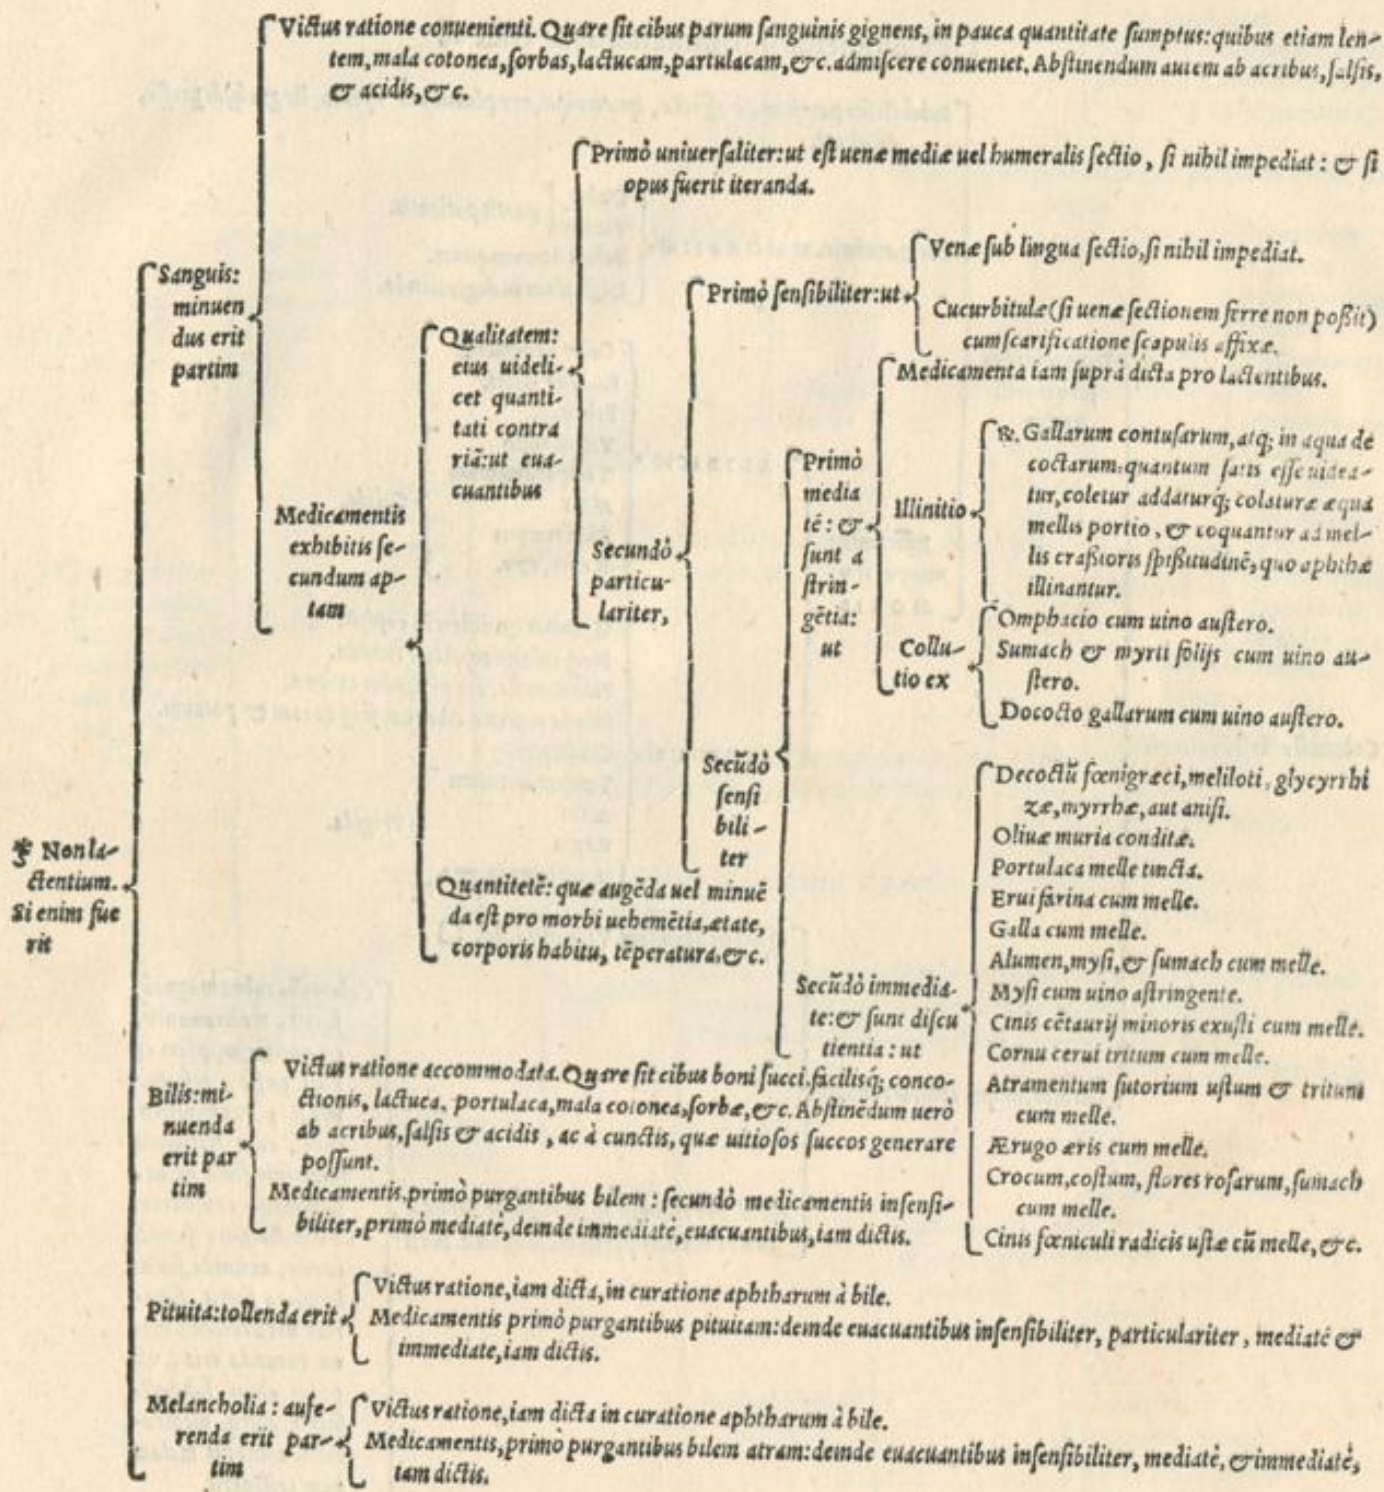 Victus ratione conuenienti. Quare sit cibus parum sanguinis gignens, in pauca quantitate sumptus: quibus etiam len-
tem, mala cotonea, sorbas, lactucam, partulacam, &c. admiscere conueniet. Abstinendum autem ab acribus, salsis,
& acidis, &c.
Primò uniuersaliter: ut est uenæ mediæ uel humeralis sectio, si nihil impediat: & si
opus fuerit iteranda.
Sanguis:
minuen
dus erit
partim
Venæ sub lingua sectio, si nihil impediat.
Primò sensibiliter: ut
Cucurbitulæ (si uenæ sectionem ferre non poßit)
cum scarificatione scapulis affixæ.
Qualitatem:
eius uideli-
cet quanti-
tati contra
riã: ut eua-
cuantibus
Medicamenta iam suprà dicta pro lactentibus.
Medicamentis
exhibitis se-
cundum ap-
tam
Secundò
particu-
lariter,
Primò
media
tè: &
sunt a
strin-
gẽtia:
ut
Illinitio
℞. Gallarum contusarum, atq; in aqua de
coctarum: quantum satis esse uidea-
tur, coletur addaturq́; colaturæ æqua
mellis portio, & coquantur ad mel-
lis craßioris spißitudinẽ, quo aphthæ
illinantur.
Collu-
tio ex
Omphacio cum uino austero.
Sumach & myrti folijs cum uino au-
stero.
Dococto gallarum cum uino austero.
Secũdò
sensi
bili-
ter
Decoctũ fœnigræci, meliloti, glycyrrhi
zæ, myrrhæ, aut anisi.
Oliuæ muria conditæ.
Portulaca melle tincta.
Erui farina cum melle.
Galla cum melle.
Alumen, mysi, & sumach cum melle.
Mysi cum uino astringente.
Cinis cẽtaurij minoris exusti cum melle.
Cornu cerui tritum cum melle.
Atramentum sutorium ustum & tritum
cum melle.
Ærugo æris cum melle.
Crocum, costum, flores rosarum, sumach
cum melle.
Cinis fœniculi radicis ustæ cũ melle, &c.
Non la-
ctentium.
Si enim fue
rit
Quantitetẽ: quæ augẽda uel minuẽ
da est pro morbi uehemẽtia, ætate,
corporis habitu, tẽperatura, &c.
Secũdò immedia-
te: & sunt discu
tientia: ut
Bilis: mi-
nuenda
erit par
tim
Victus ratione accommodata. Quare sit cibus boni succi, facilisq́; conco-
ctionis, lactuca, portulaca, mala cotonea, sorbæ, &c. Abstinẽdum uerò
ab acribus, salsis & acidis, ac à cunctis, quæ uitiosos succos generare
possunt.
Medicamentis, primò purgantibus bilem: secundò medicamentis insensi-
biliter, primò mediatè, deinde immediatè, euacuantibus, iam dictis.
Pituita: tollenda erit
Victus ratione, iam dicta, in curatione aphtharum à bile.
Medicamentis primò purgantibus pituitam: deinde euacuantibus insensibiliter, particulariter, mediatè &
immediate, iam dictis.
Melancholia: aufe-
renda erit par-
tim
Victus ratione, iam dicta in curatione aphtharum à bile.
Medicamentis, primò purgantibus bilem atram: deinde euacuantibus insensibiliter, mediatè, & immediatè,
iam dictis.